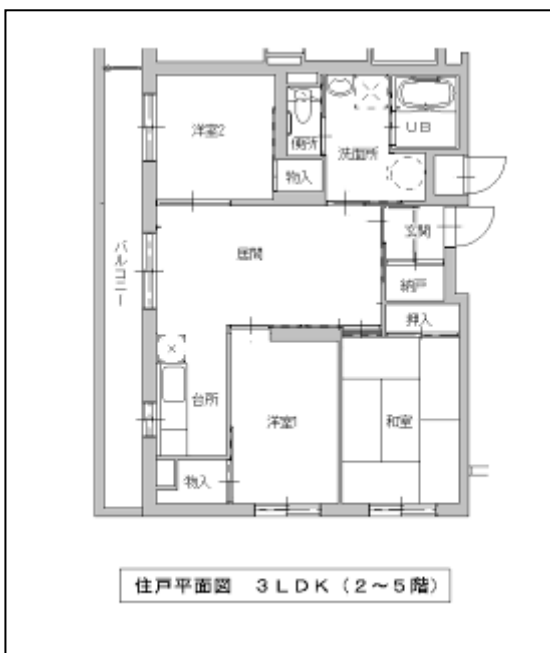 洋室2
便所
物入
洗面所
UB
玄関
居間
納戸
押入
バルコニー
台所
洋室1
和室
物入
住戸平面図 3LDK(2~5階)